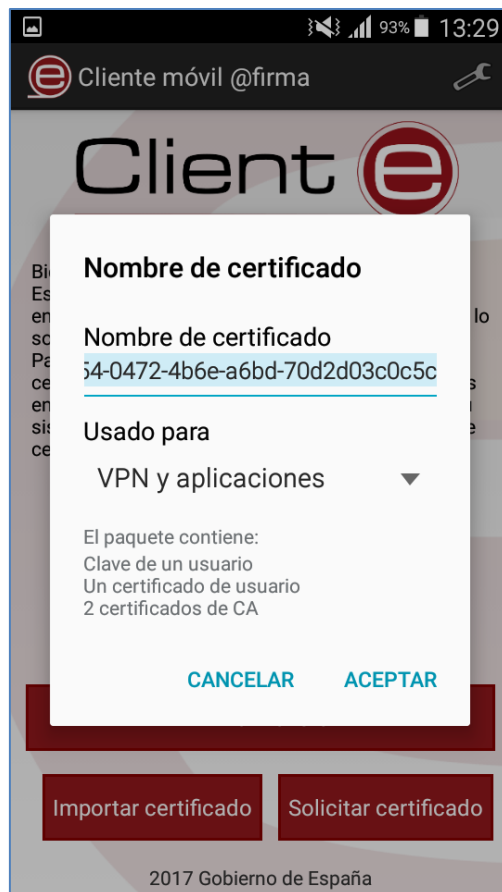 93% 13:29
Cliente móvil @firma
Client e
Nombre de certificado
Nombre de certificado
54-0472-4b6e-a6bd-70d2d03c0c5c
Usado para
VPN y aplicaciones
El paquete contiene:
Clave de un usuario
Un certificado de usuario
2 certificados de CA
CANCELAR ACEPTAR
Importar certificado Solicitar certificado
2017 Gobierno de España